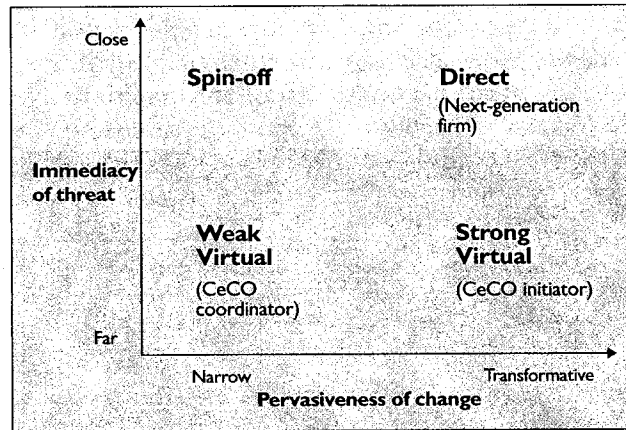 Close
Spin-off
Direct
(Next-generation
firm)
Immediacy
of threat
Weak
Virtual
(CeCO
coordinator)
Strong
Virtual
(CeCO initiator)
Far
Narrow
Transformative
Pervasiveness of change